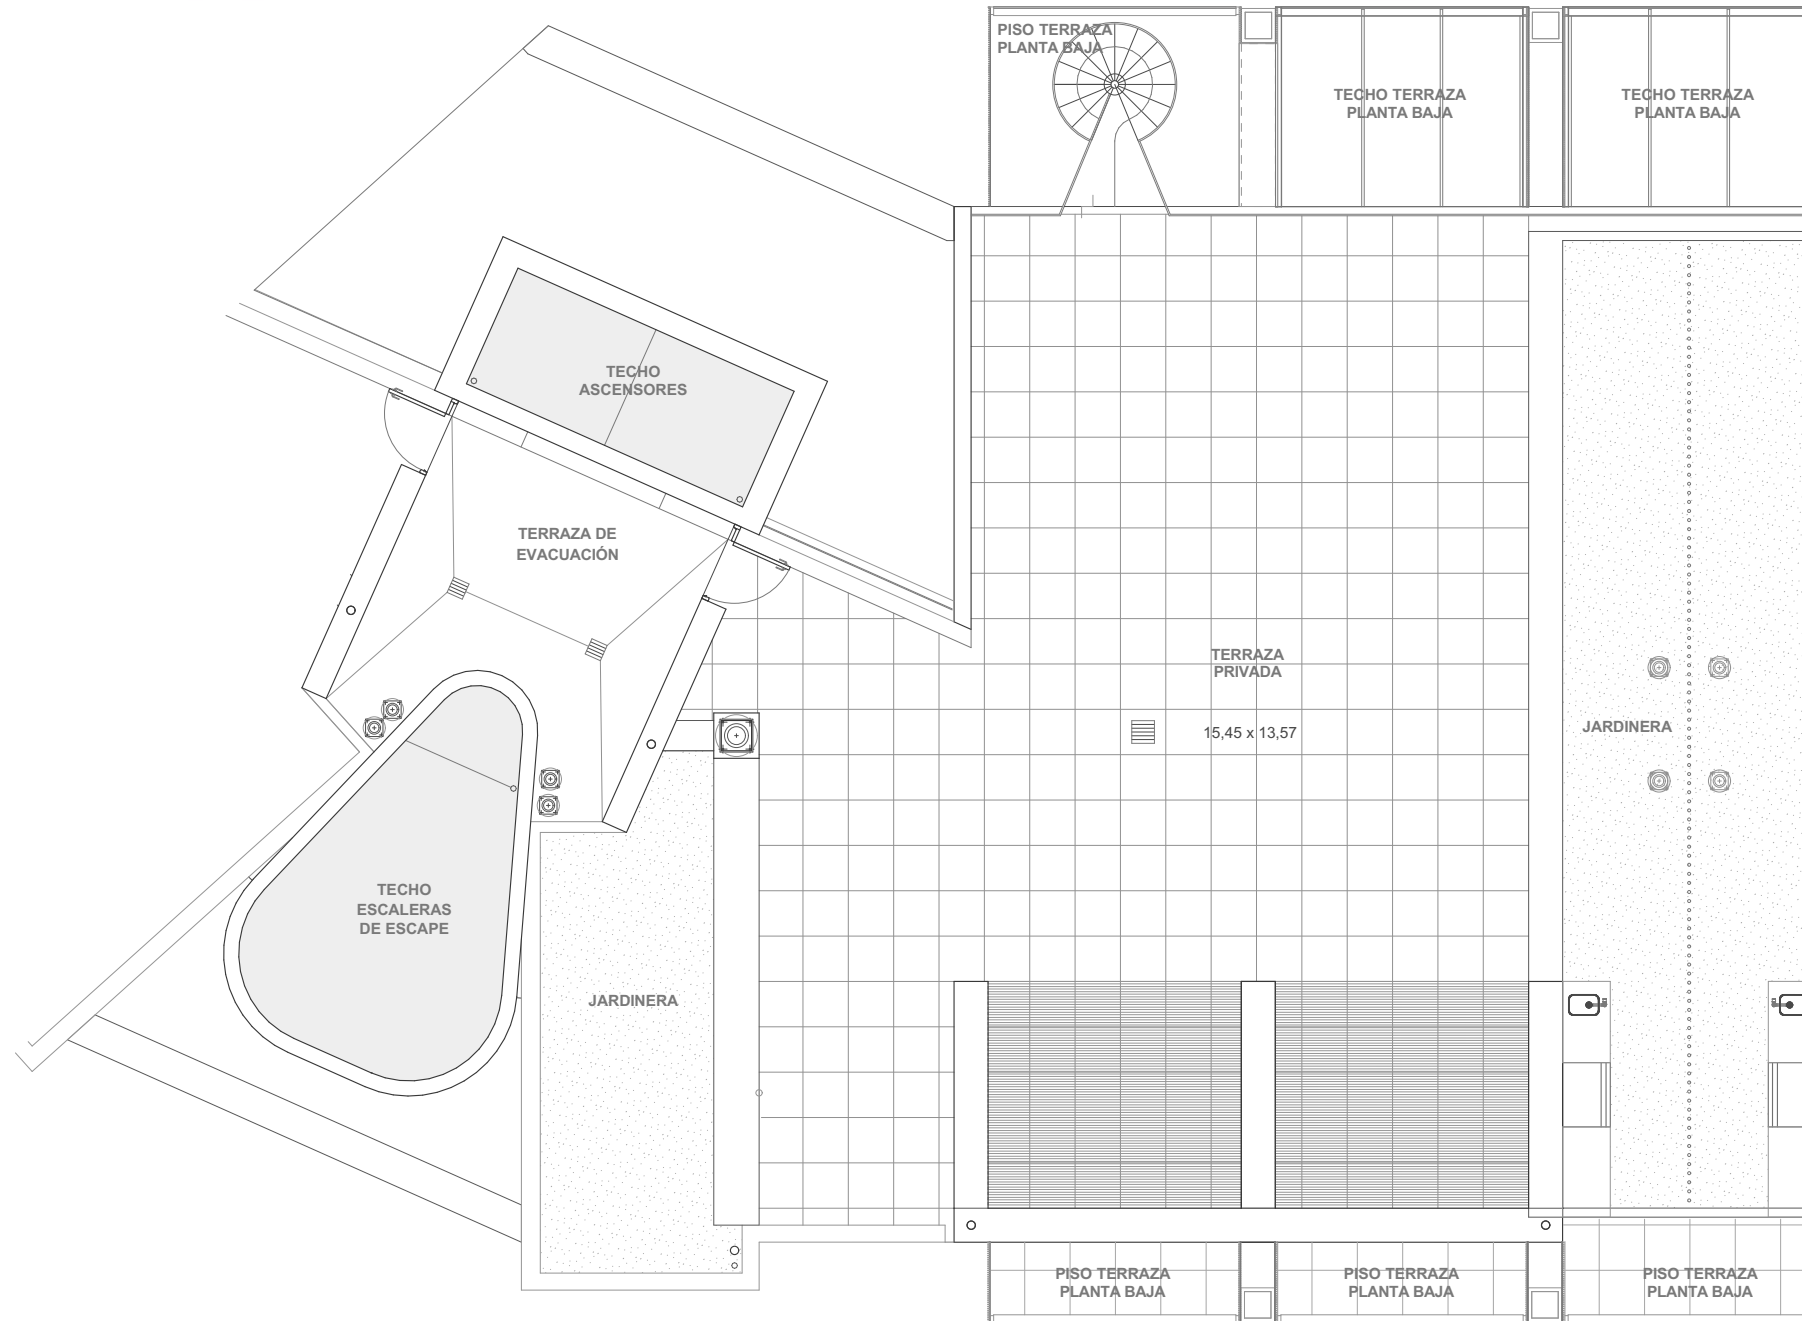 PISO TERRAZA
PLANTA BAJA
TECHO TERRAZA
PLANTA BAJA
TECHO TERRAZA
PLANTA BAJA
TECHO
ASCENSORES
TERRAZA DE
EVACUACIÓN
TERRAZA
PRIVADA
15,45 x 13,57
JARDINERA
TECHO
ESCALERAS
DE ESCAPE
JARDINERA
PISO TERRAZA
PLANTA BAJA
PISO TERRAZA
PLANTA BAJA
PISO TERRAZA
PLANTA BAJA